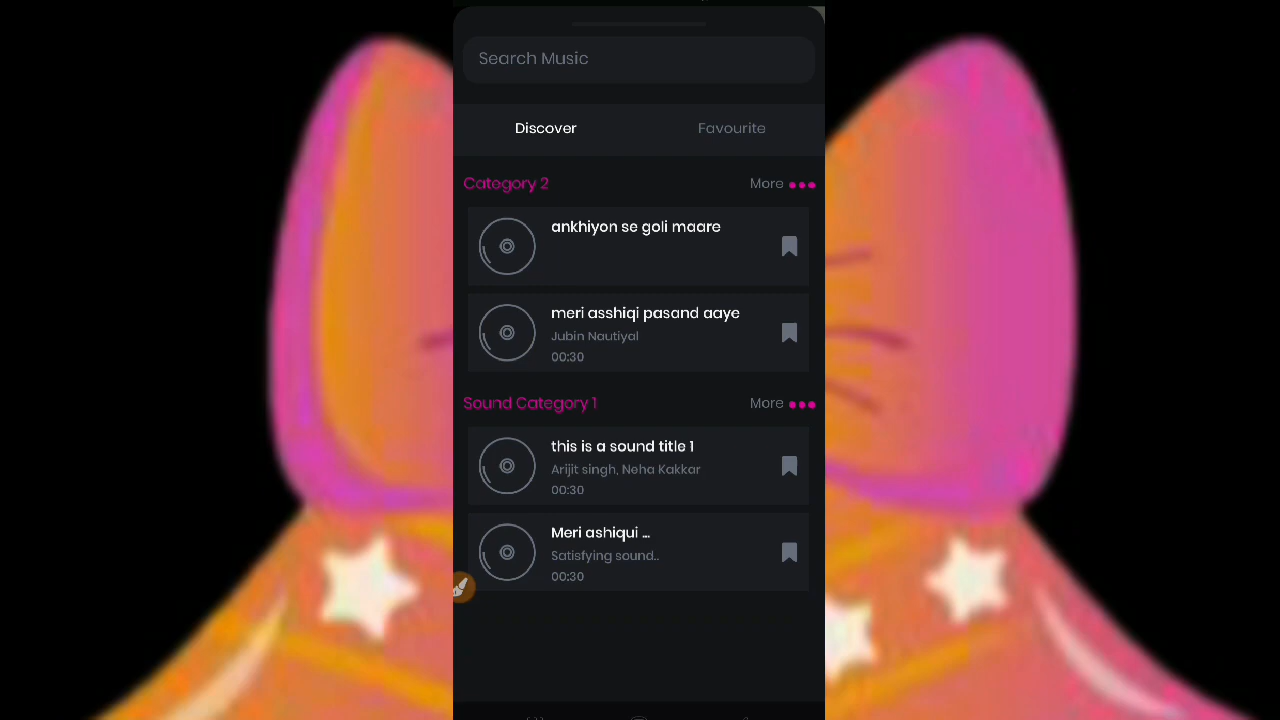 Search Music
Discover
Favourite
Category 2
More
ankhiyon se goli maare
meri asshiqi pasand aaye
Jubin Nautiyal
00:30
Sound Category 1
More
this is a sound title 1
Arijit singh, Neha Kakkar
00:30
Meri ashiqui ...
Satisfying sound..
00:30